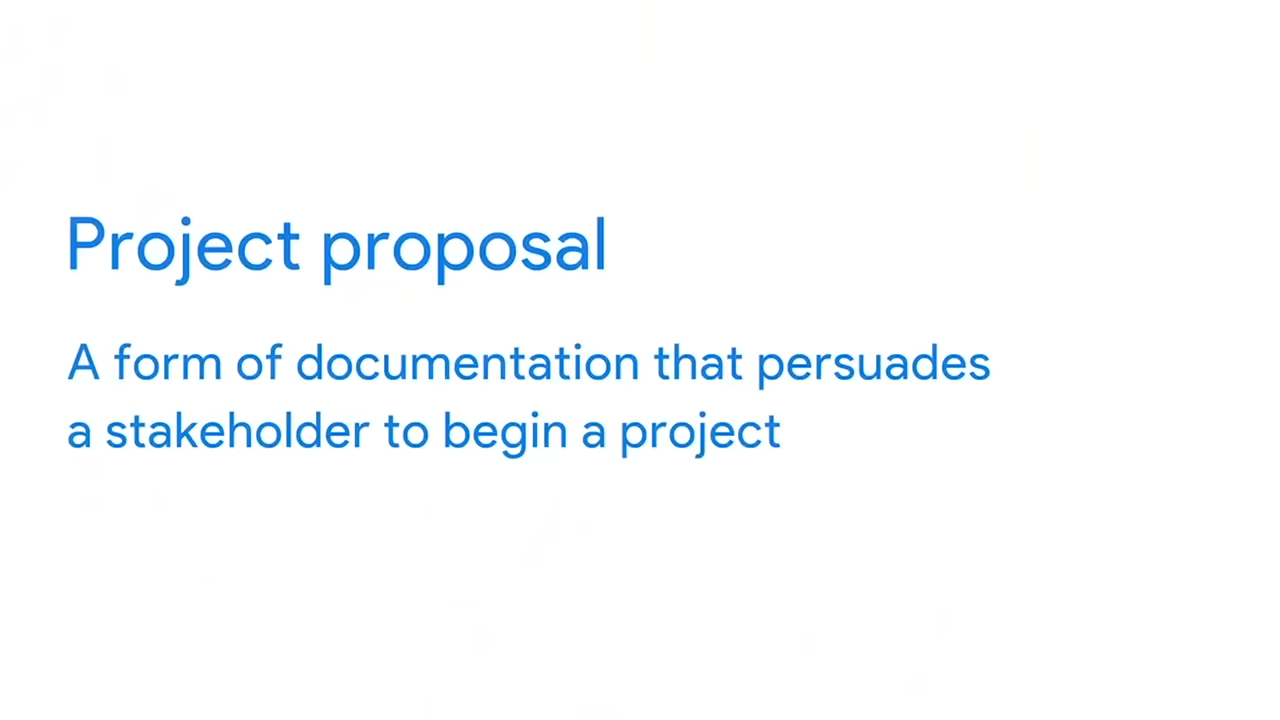 Project proposal
A form of documentation that persuades
a stakeholder to begin a project